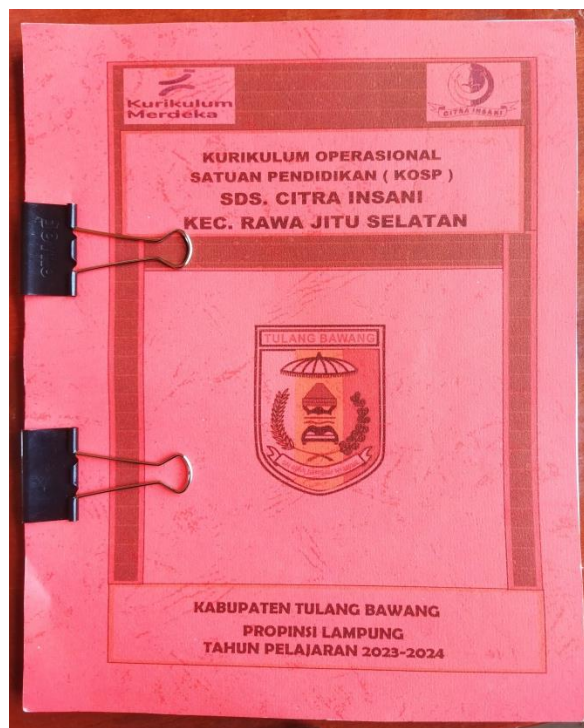 Kurikulum
Merdeka
CITRA INSANI
KURIKULUM OPERASIONAL
SATUAN PENDIDIKAN ( KOSP )
SDS. CITRA INSANI
KEC. RAWA JITU SELATAN
TULANG BAWANG
KABUPATEN TULANG BAWANG
PROPINSI LAMPUNG
TAHUN PELAJARAN 2023-2024